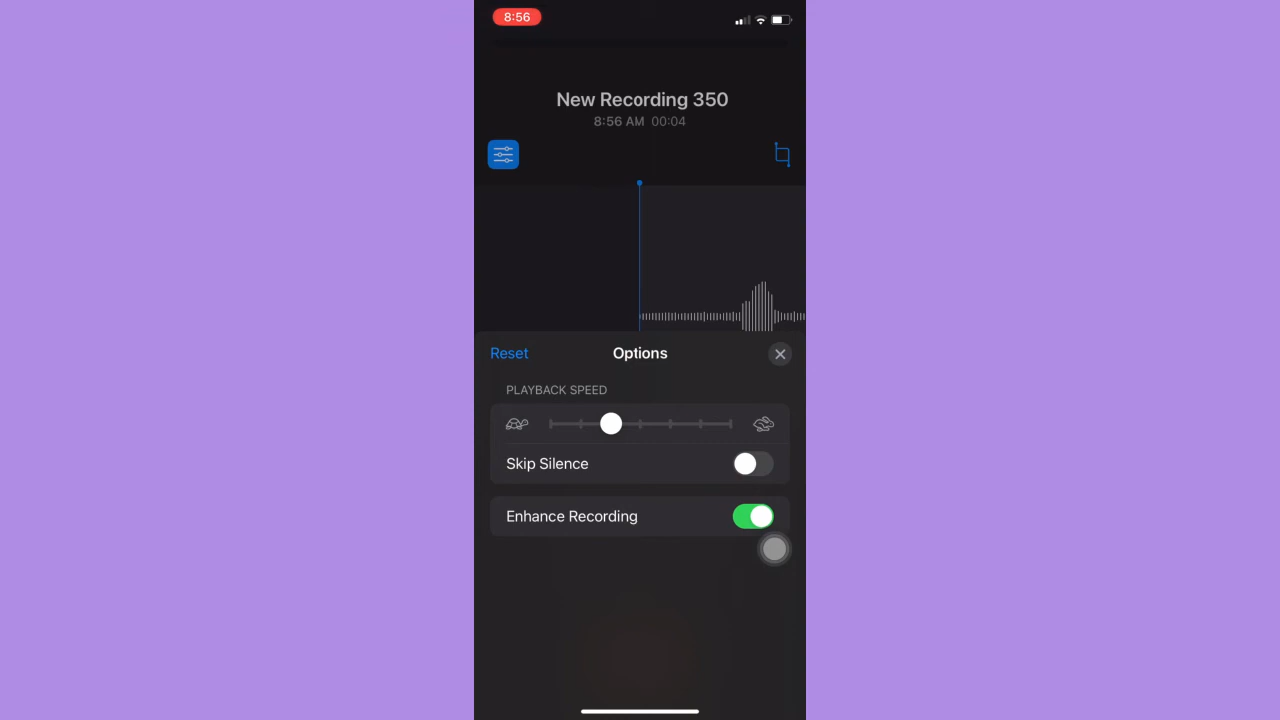 8:56
New Recording 350
8:56 AM 00:04
Reset
Options
PLAYBACK SPEED
Skip Silence
Enhance Recording